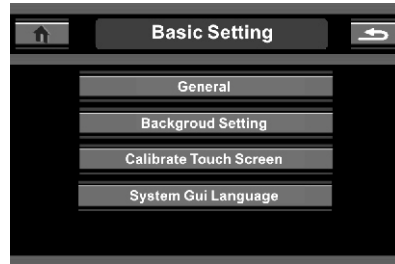 Basic Setting
General
Backgroud Setting
Calibrate Touch Screen
System Gui Language